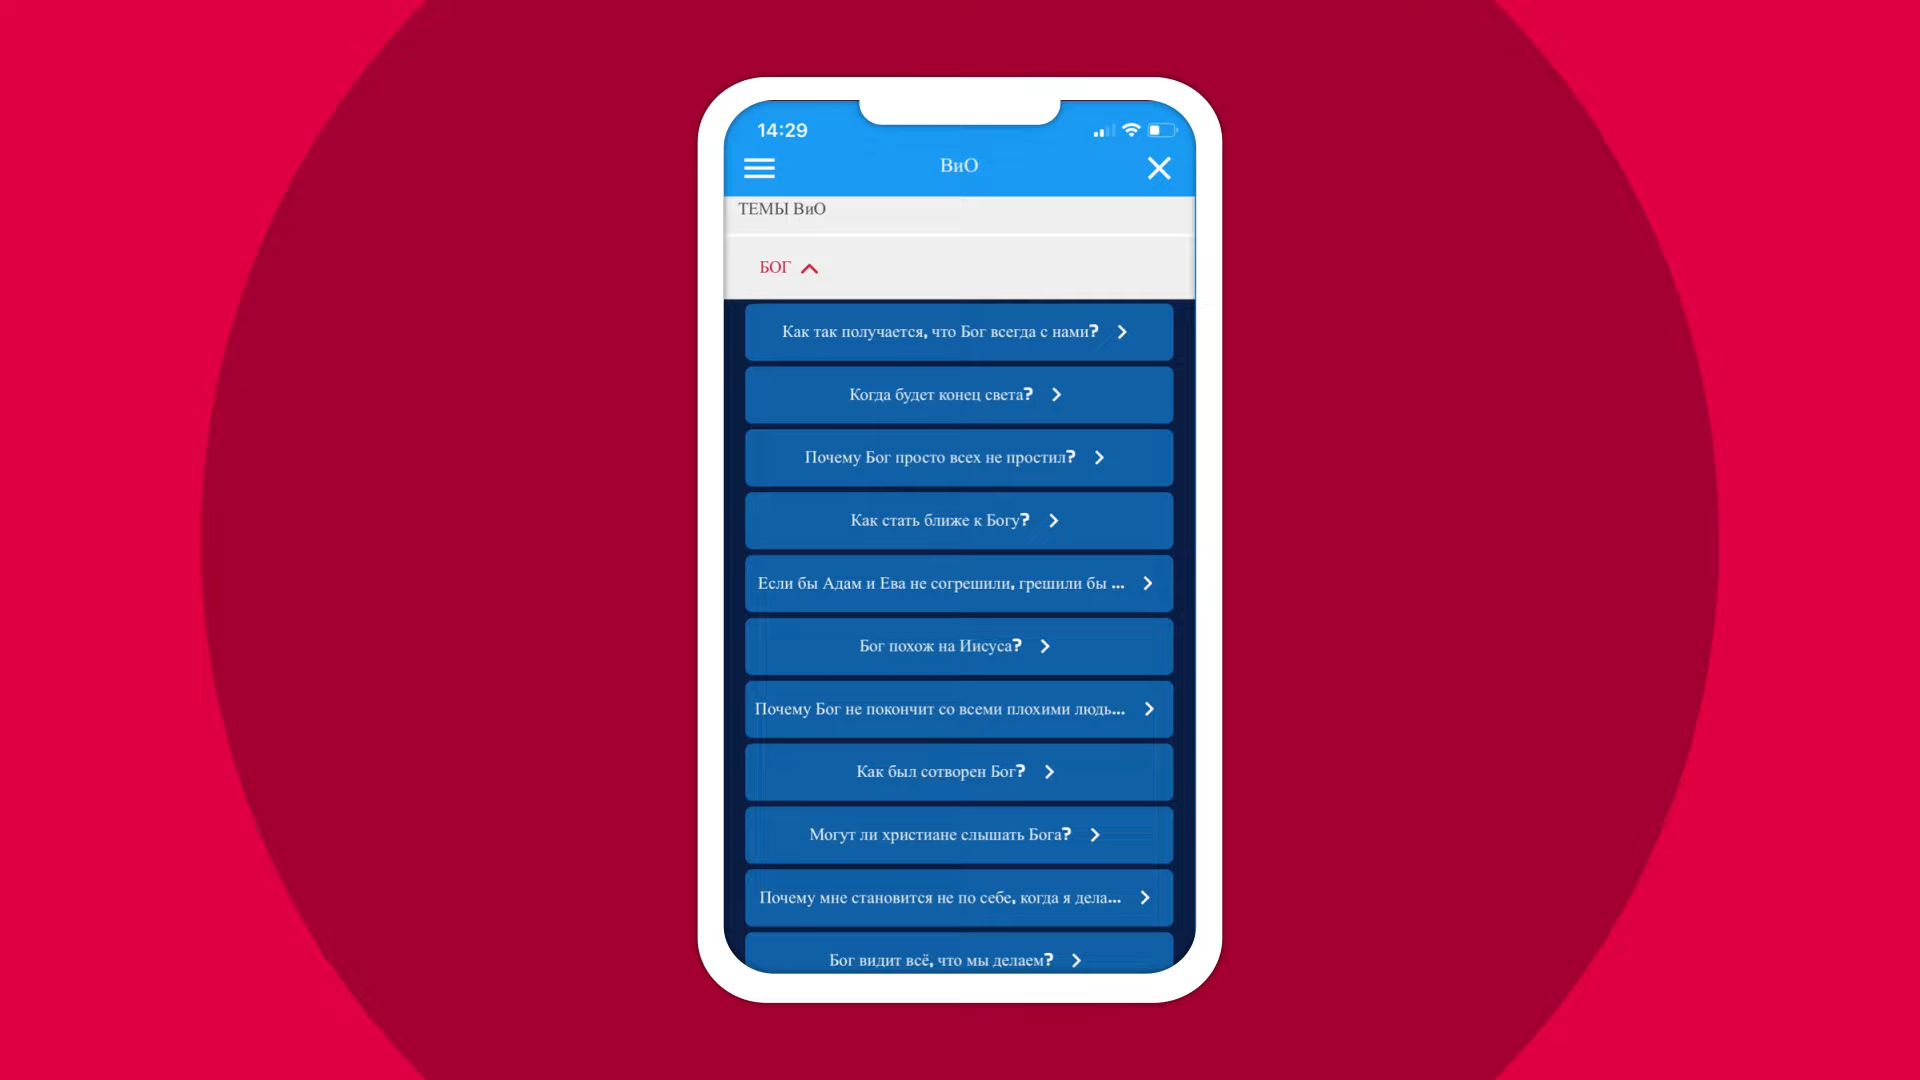 14:29
ВиО
ТЕМЫ ВиО
БОГ
Как так получается, что Бог всегда с нами?
Когда будет конец света?
Почему Бог просто всех не простил?
Как стать ближе к Богу?
Если бы Адам и Ева не согрешили, грешили бы ...
Бог похож на Иисуса?
Почему Бог не покончит со всеми плохими людь...
Как был сотворен Бог?
Могут ли христиане слышать Бога?
Почему мне становится не по себе, когда я дела...
Бог видит всё, что мы делаем?